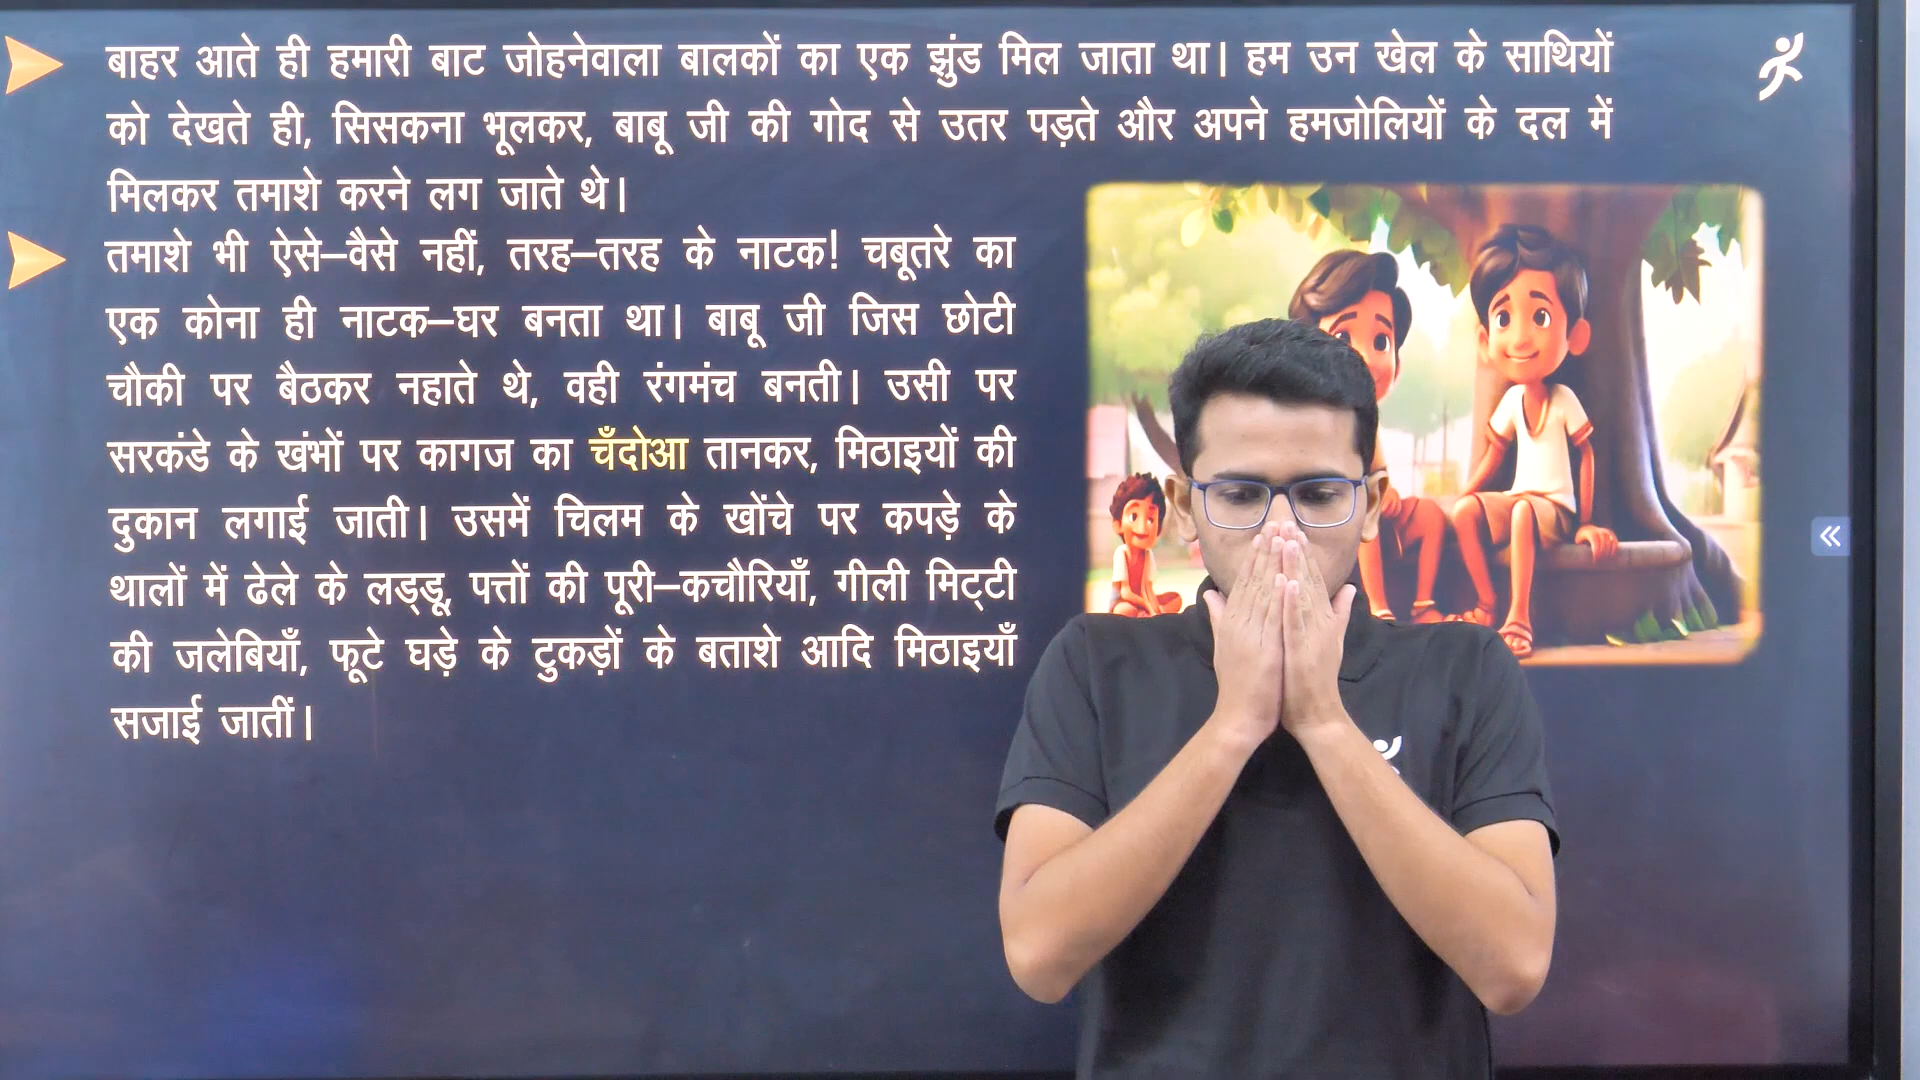 बाहर आते ही हमारी बाट जोहनेवाला बालकों का एक झुंड मिल जाता था। हम उन खेल के साथियों
को देखते ही, सिसकना भूलकर, बाबू जी की गोद से उतर पड़ते और अपने हमजोलियों के दल में
मिलकर तमाशे करने लग जाते थे।
तमाशे भी ऐसे–वैसे नहीं, तरह–तरह के नाटक! चबूतरे का
एक कोना ही नाटक–घर बनता था। बाबू जी जिस छोटी
चौकी पर बैठकर नहाते थे, वही रंगमंच बनती। उसी पर
सरकंडे के खंभों पर कागज का चँदोआ तानकर, मिठाइयों की
दुकान लगाई जाती। उसमें चिलम के खोंचे पर कपड़े के
थालों में ढेले के लड्डू, पत्तों की पूरी–कचौरियाँ, गीली मिट्टी
की जलेबियाँ, फूटे घड़े के टुकड़ों के बताशे आदि मिठाइयाँ
सजाई जातीं।